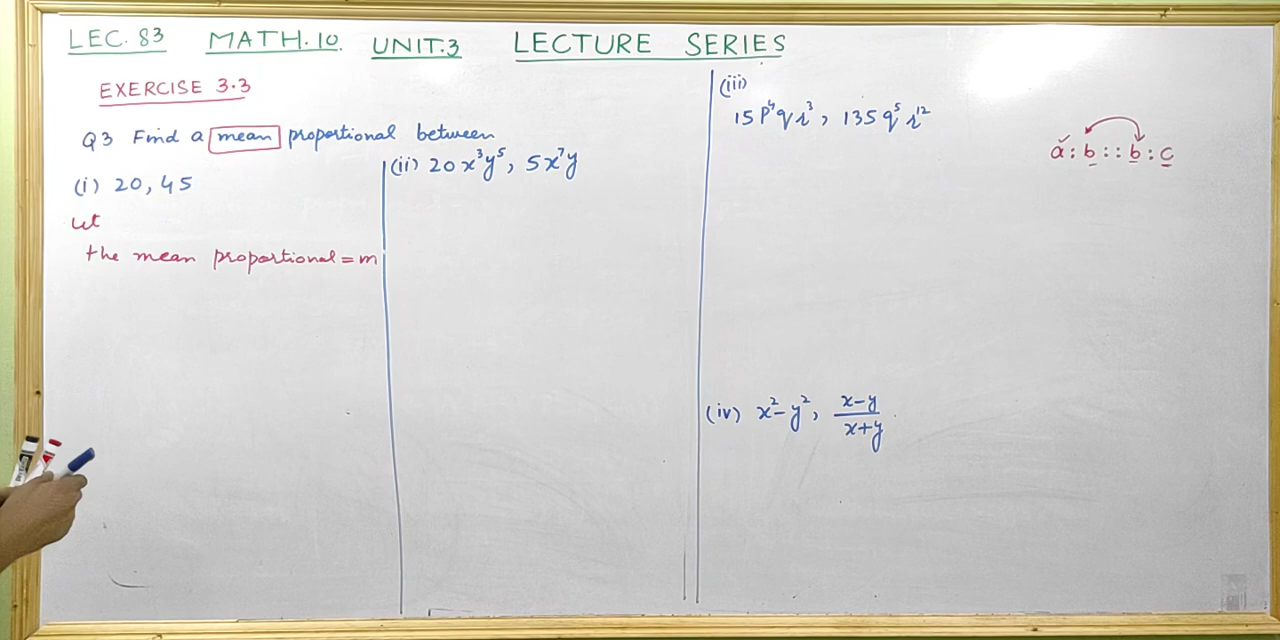 LEC. 83 MATH.10. UNIT.3 LECTURE SERIES
EXERCISE 3.3
Q3 Find a mean proportional between
(i) 20, 45
Let
the mean proportional = m
(ii) 20x³y⁵, 5x⁷y
(iii)
15p⁴qr³, 135q⁵r¹²
(iv) x²-y², x-y/x+y
a:b::b:c